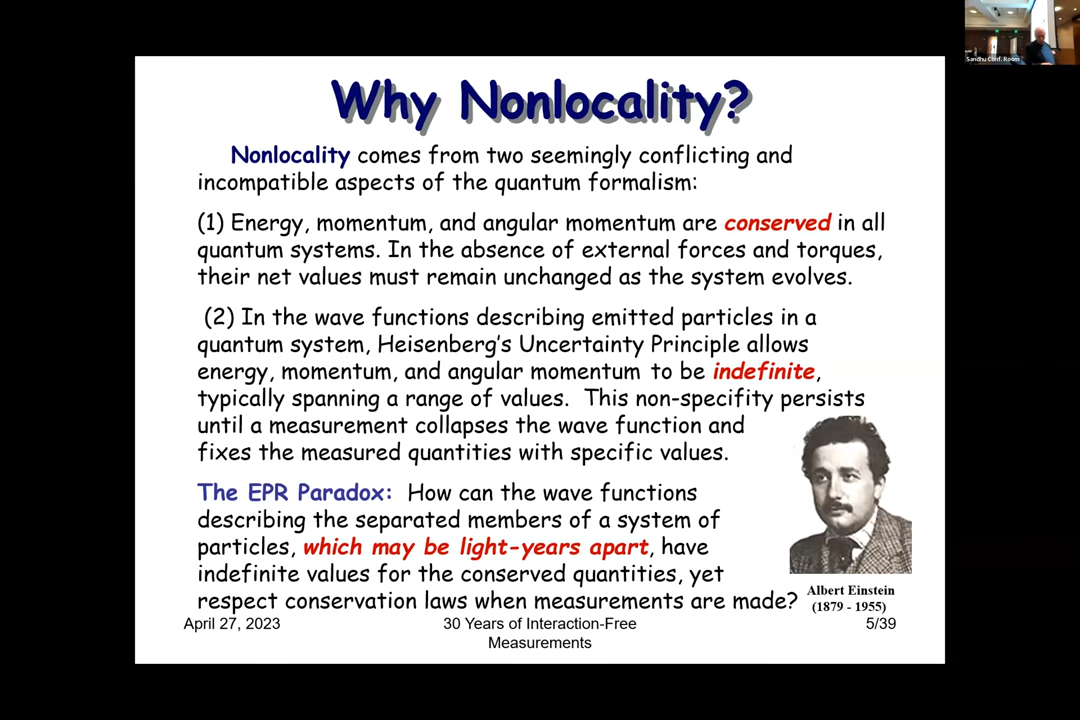 Why Nonlocality?
Nonlocality comes from two seemingly conflicting and
incompatible aspects of the quantum formalism:
(1) Energy, momentum, and angular momentum are conserved in all
quantum systems. In the absence of external forces and torques,
their net values must remain unchanged as the system evolves.
(2) In the wave functions describing emitted particles in a
quantum system, Heisenberg's Uncertainty Principle allows
energy, momentum, and angular momentum to be indefinite,
typically spanning a range of values. This non-specifity persists
until a measurement collapses the wave function and
fixes the measured quantities with specific values.
The EPR Paradox: How can the wave functions
describing the separated members of a system of
particles, which may be light-years apart, have
indefinite values for the conserved quantities, yet
respect conservation laws when measurements are made?
Albert Einstein
(1879 - 1955)
April 27, 2023
30 Years of Interaction-Free
Measurements
5/39
Sandhu Conf. Room